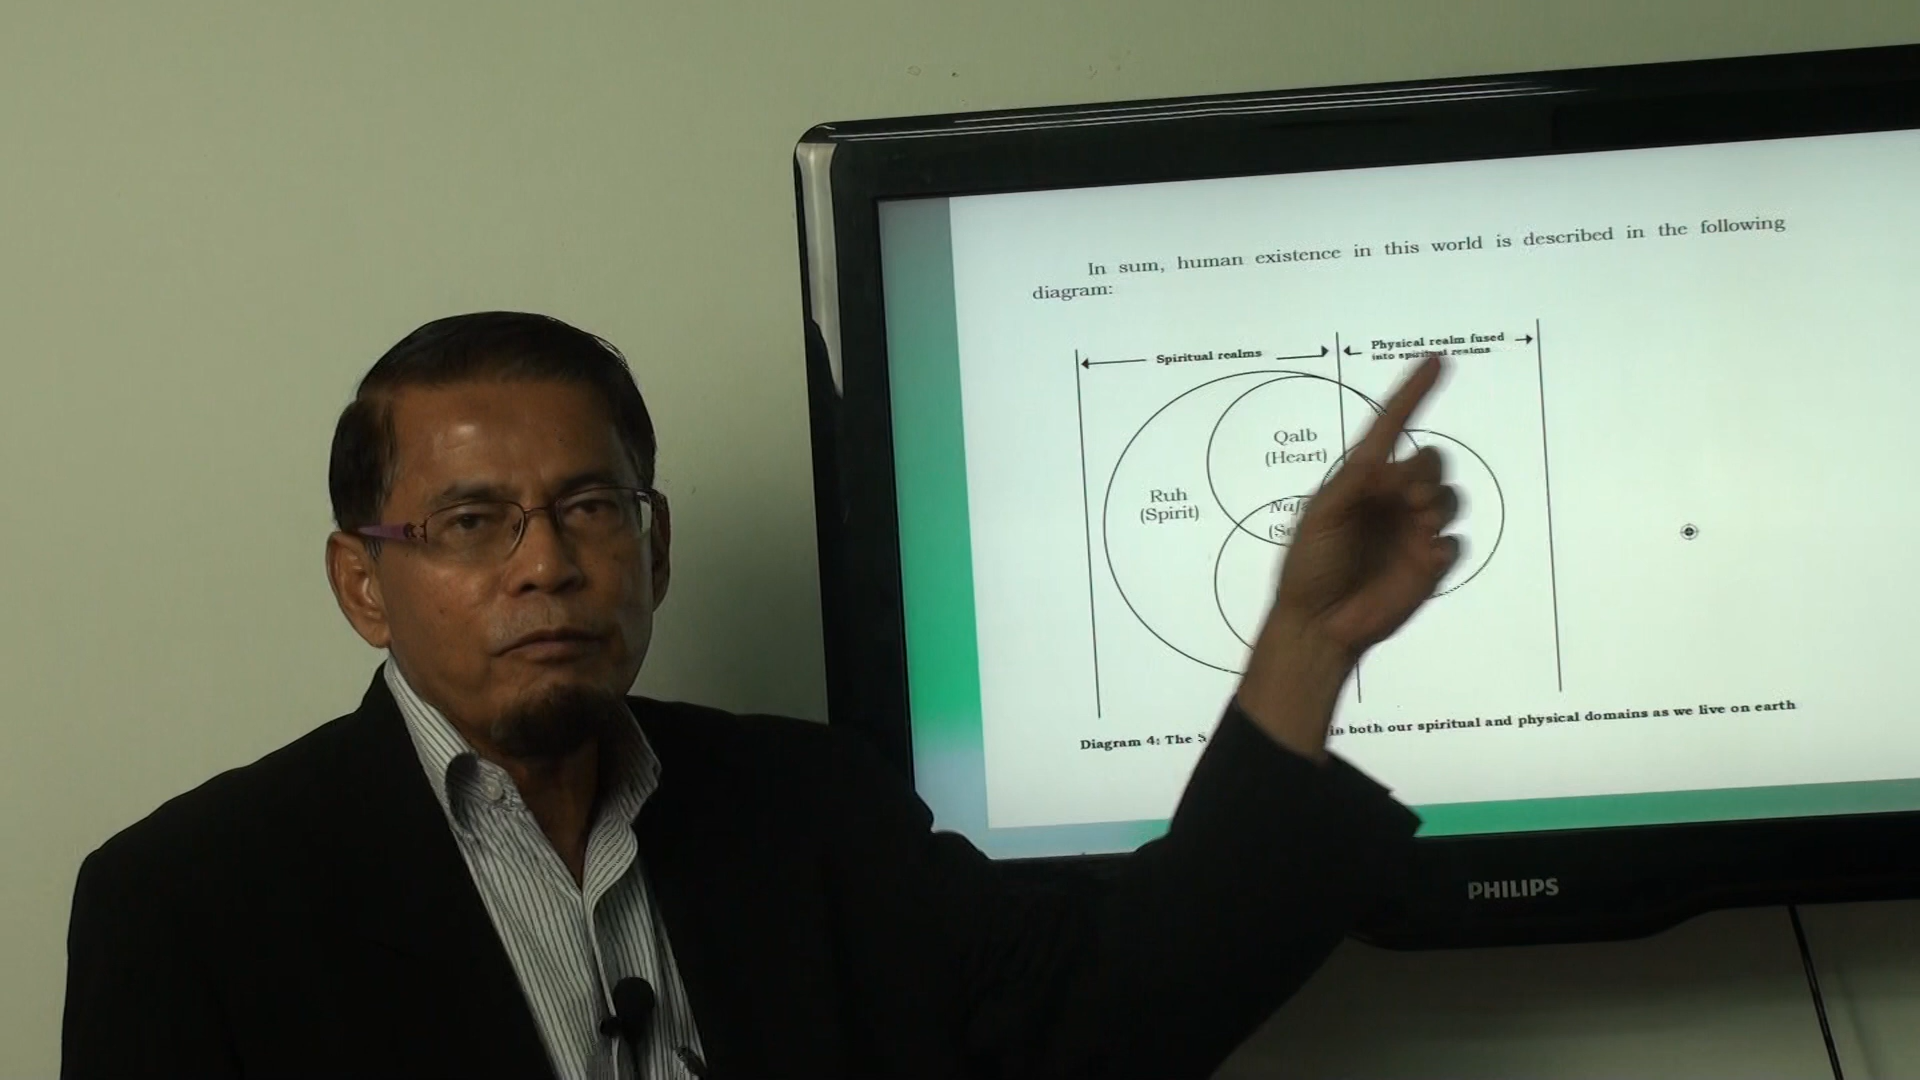 In sum, human existence in this world is described in the following
diagram:
Spiritual realms
Physical realm fused
into spiritual realms
Qalb
(Heart)
Ruh
(Spirit)
Diagram 4: The 5
in both our spiritual and physical domains as we live on earth
PHILIPS